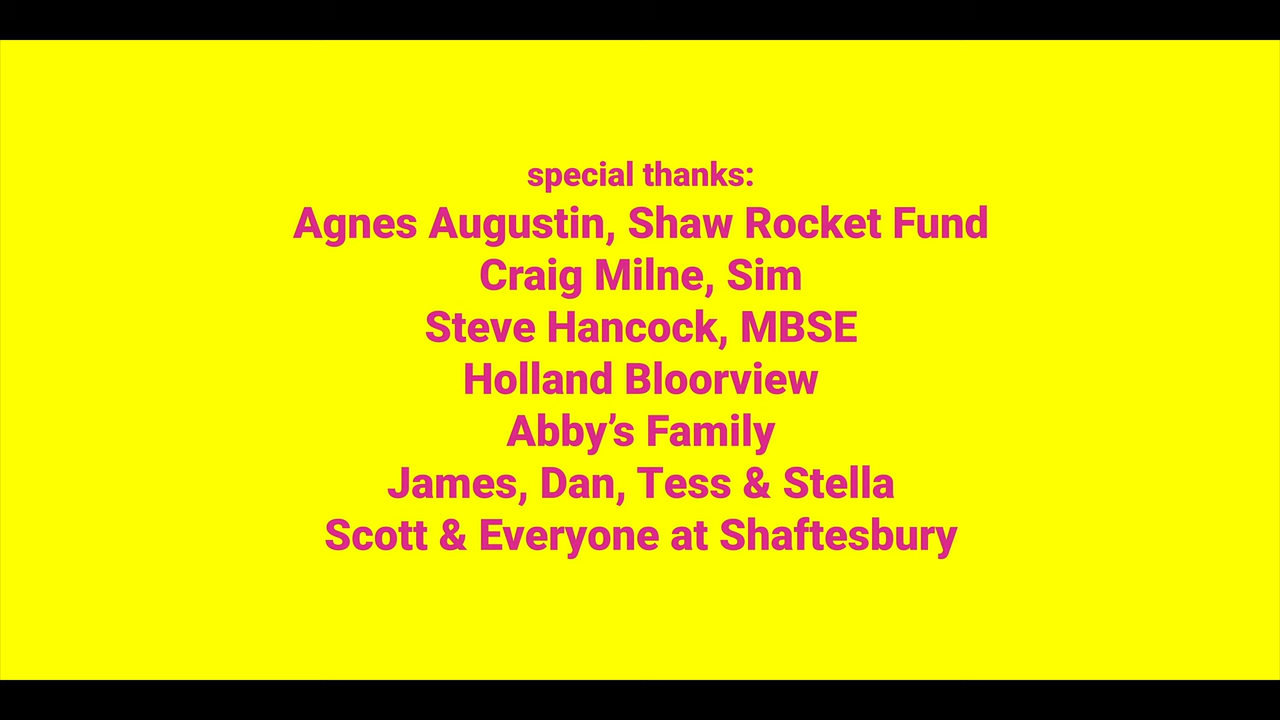 special thanks:
Agnes Augustin, Shaw Rocket Fund
Craig Milne, Sim
Steve Hancock, MBSE
Holland Bloorview
Abby’s Family
James, Dan, Tess & Stella
Scott & Everyone at Shaftesbury